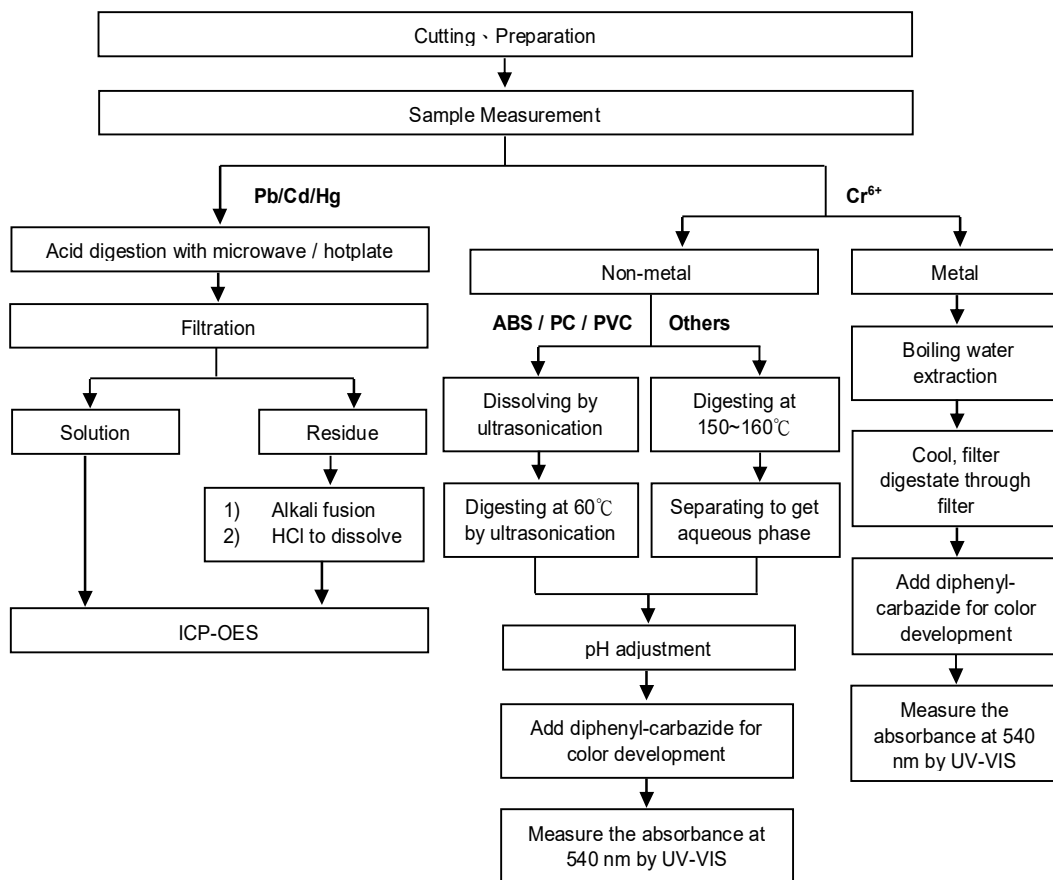 Cutting、Preparation
Sample Measurement
Pb/Cd/Hg
Cr⁶⁺
Acid digestion with microwave / hotplate
Non-metal
Metal
Filtration
ABS / PC / PVC
Others
Boiling water
extraction
Solution
Residue
Dissolving by
ultrasonication
Digesting at
150~160℃
Cool, filter
digestate through
filter
1) Alkali fusion
2) HCl to dissolve
Digesting at 60℃
by ultrasonication
Separating to get
aqueous phase
Add diphenyl-
carbazide for color
development
ICP-OES
pH adjustment
Measure the
absorbance at 540
nm by UV-VIS
Add diphenyl-carbazide for
color development
Measure the absorbance at
540 nm by UV-VIS